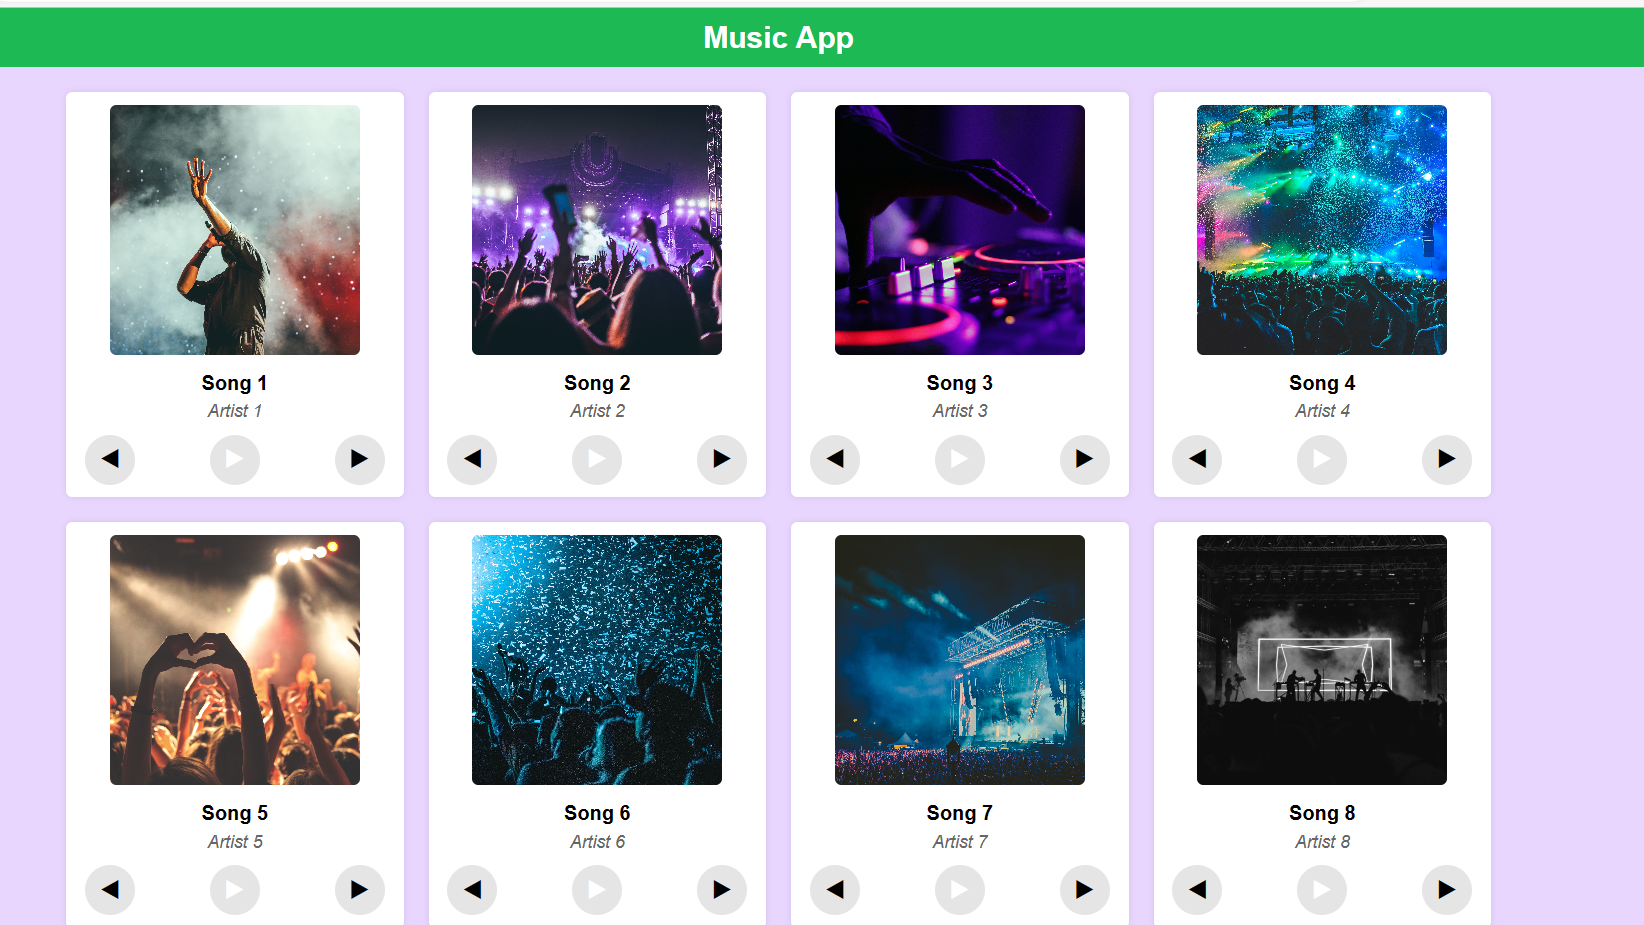 Music App
Song 1
Artist 1
Song 2
Artist 2
Song 3
Artist 3
Song 4
Artist 4
Song 5
Artist 5
Song 6
Artist 6
Song 7
Artist 7
Song 8
Artist 8